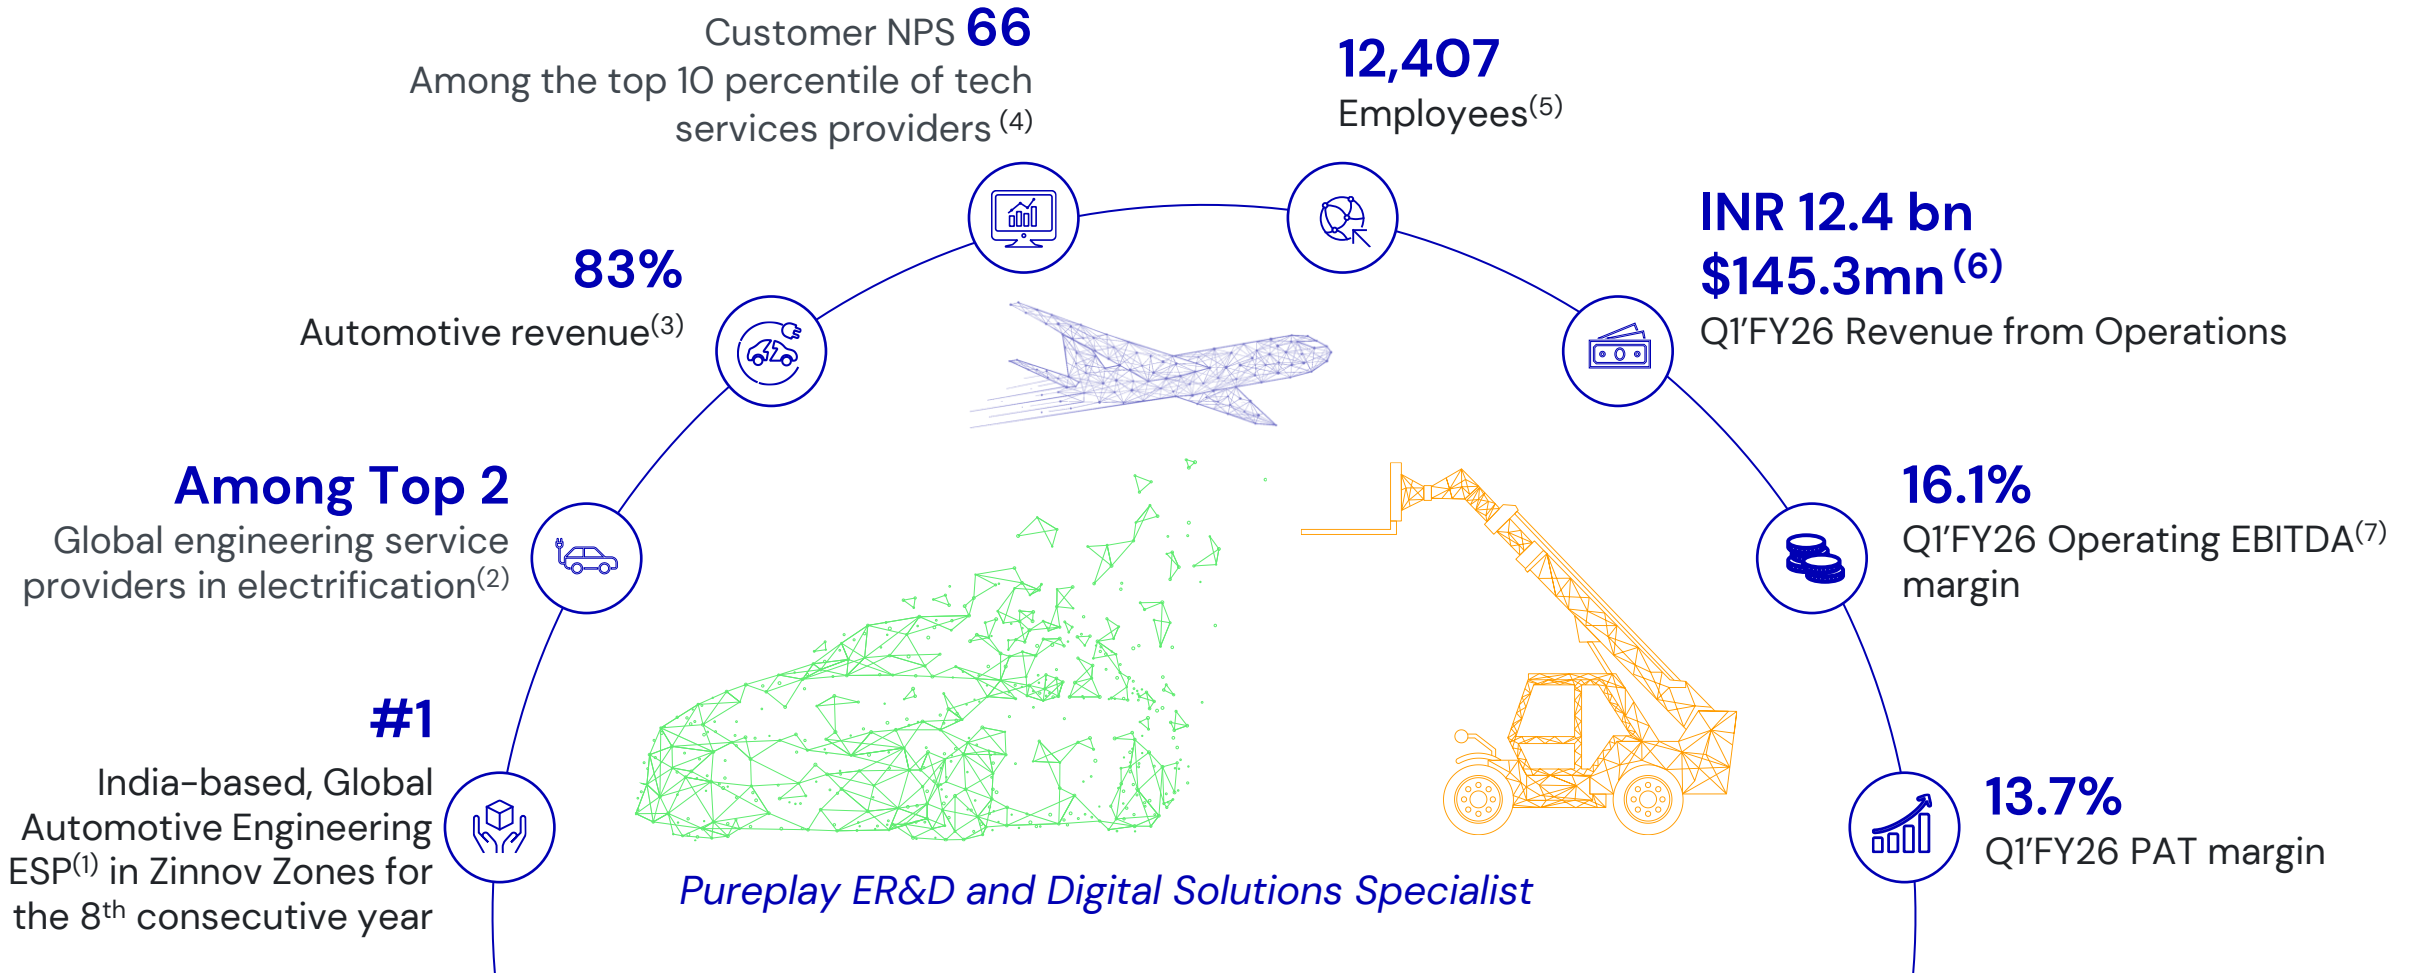 Customer NPS 66
Among the top 10 percentile of tech
services providers (4)
12,407
Employees(5)
83%
Automotive revenue(3)
INR 12.4 bn
$145.3mn (6)
Q1'FY26 Revenue from Operations
Among Top 2
Global engineering service
providers in electrification(2)
16.1%
Q1'FY26 Operating EBITDA(7)
margin
#1
India-based, Global
Automotive Engineering
ESP(1) in Zinnov Zones for
the 8th consecutive year
13.7%
Q1'FY26 PAT margin
Pureplay ER&D and Digital Solutions Specialist